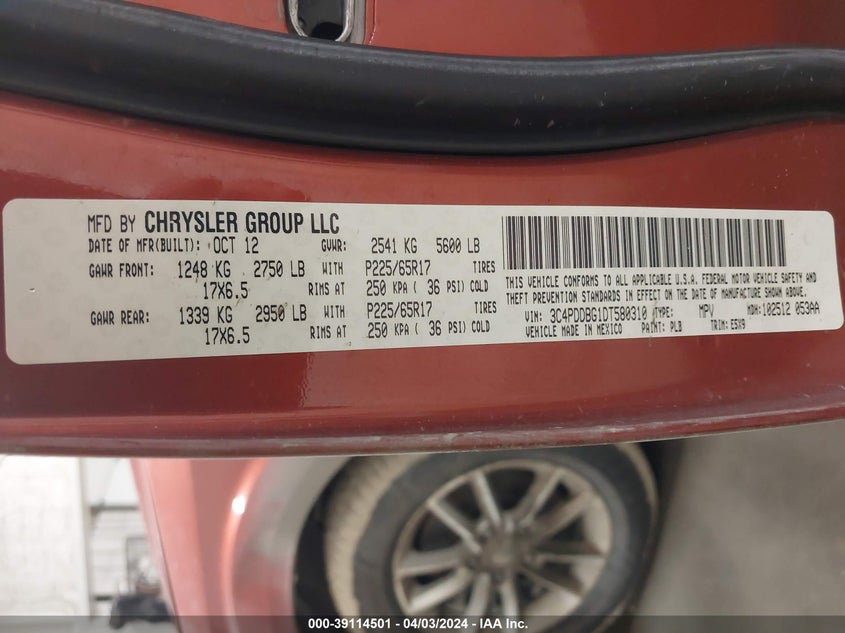 MFD BY CHRYSLER GROUP LLC
DATE OF MFR(BUILT): OCT 12 GVWR: 2541 KG 5600 LB
GAWR FRONT: 1248 KG 2750 LB WITH P225/65R17 TIRES
17X6.5 RIMS AT 250 KPA ( 36 PSI) COLD
GAWR REAR: 1339 KG 2950 LB WITH P225/65R17 TIRES
17X6.5 RIMS AT 250 KPA ( 36 PSI) COLD
THIS VEHICLE CONFORMS TO ALL APPLICABLE U.S.A. FEDERAL MOTOR VEHICLE SAFETY AND
THEFT PREVENTION STANDARDS IN EFFECT ON THE DATE OF MANUFACTURE SHOWN ABOVE.
VIN: 3C4PDDBG1DT580310 TYPE: MPV MDH: 102512 053AA
VEHICLE MADE IN MEXICO PAINT: PLB TRIM: E5X9
000-39114501 - 04/03/2024 - IAA Inc.